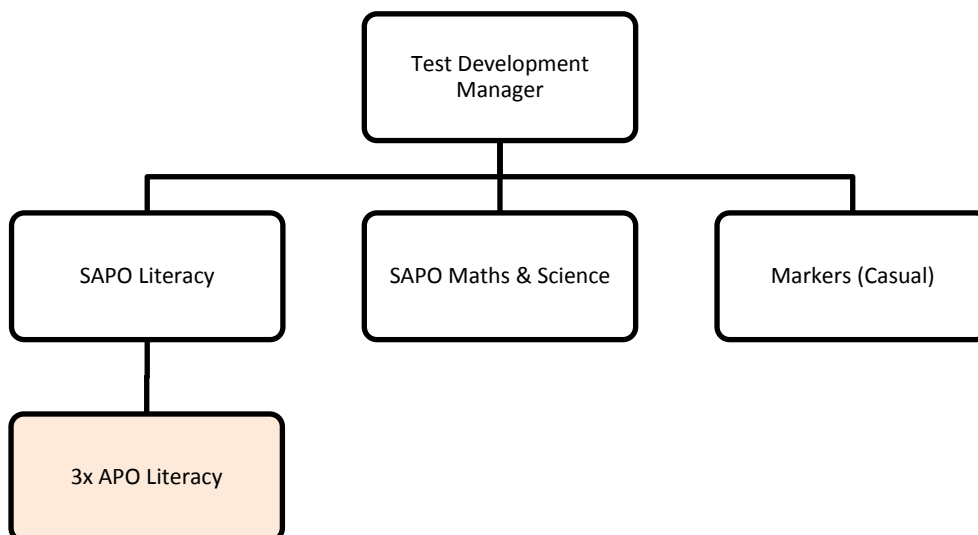 Test Development
Manager
SAPO Literacy
SAPO Maths & Science
Markers (Casual)
3x APO Literacy